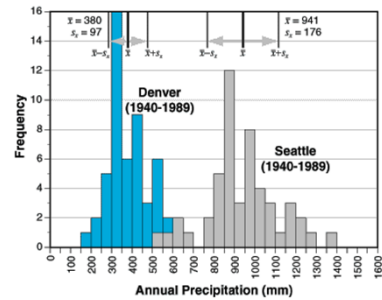 x̄ = 380
sₓ = 97
x̄ = 941
sₓ = 176
x̄–sₓ x̄ x̄+sₓ x̄–sₓ x̄ x̄+sₓ
Denver
(1940-1989)
Seattle
(1940-1989)
Frequency
16
14
12
10
8
6
4
2
0
0 100 200 300 400 500 600 700 800 900 1000 1100 1200 1300 1400 1500 1600
Annual Precipitation (mm)